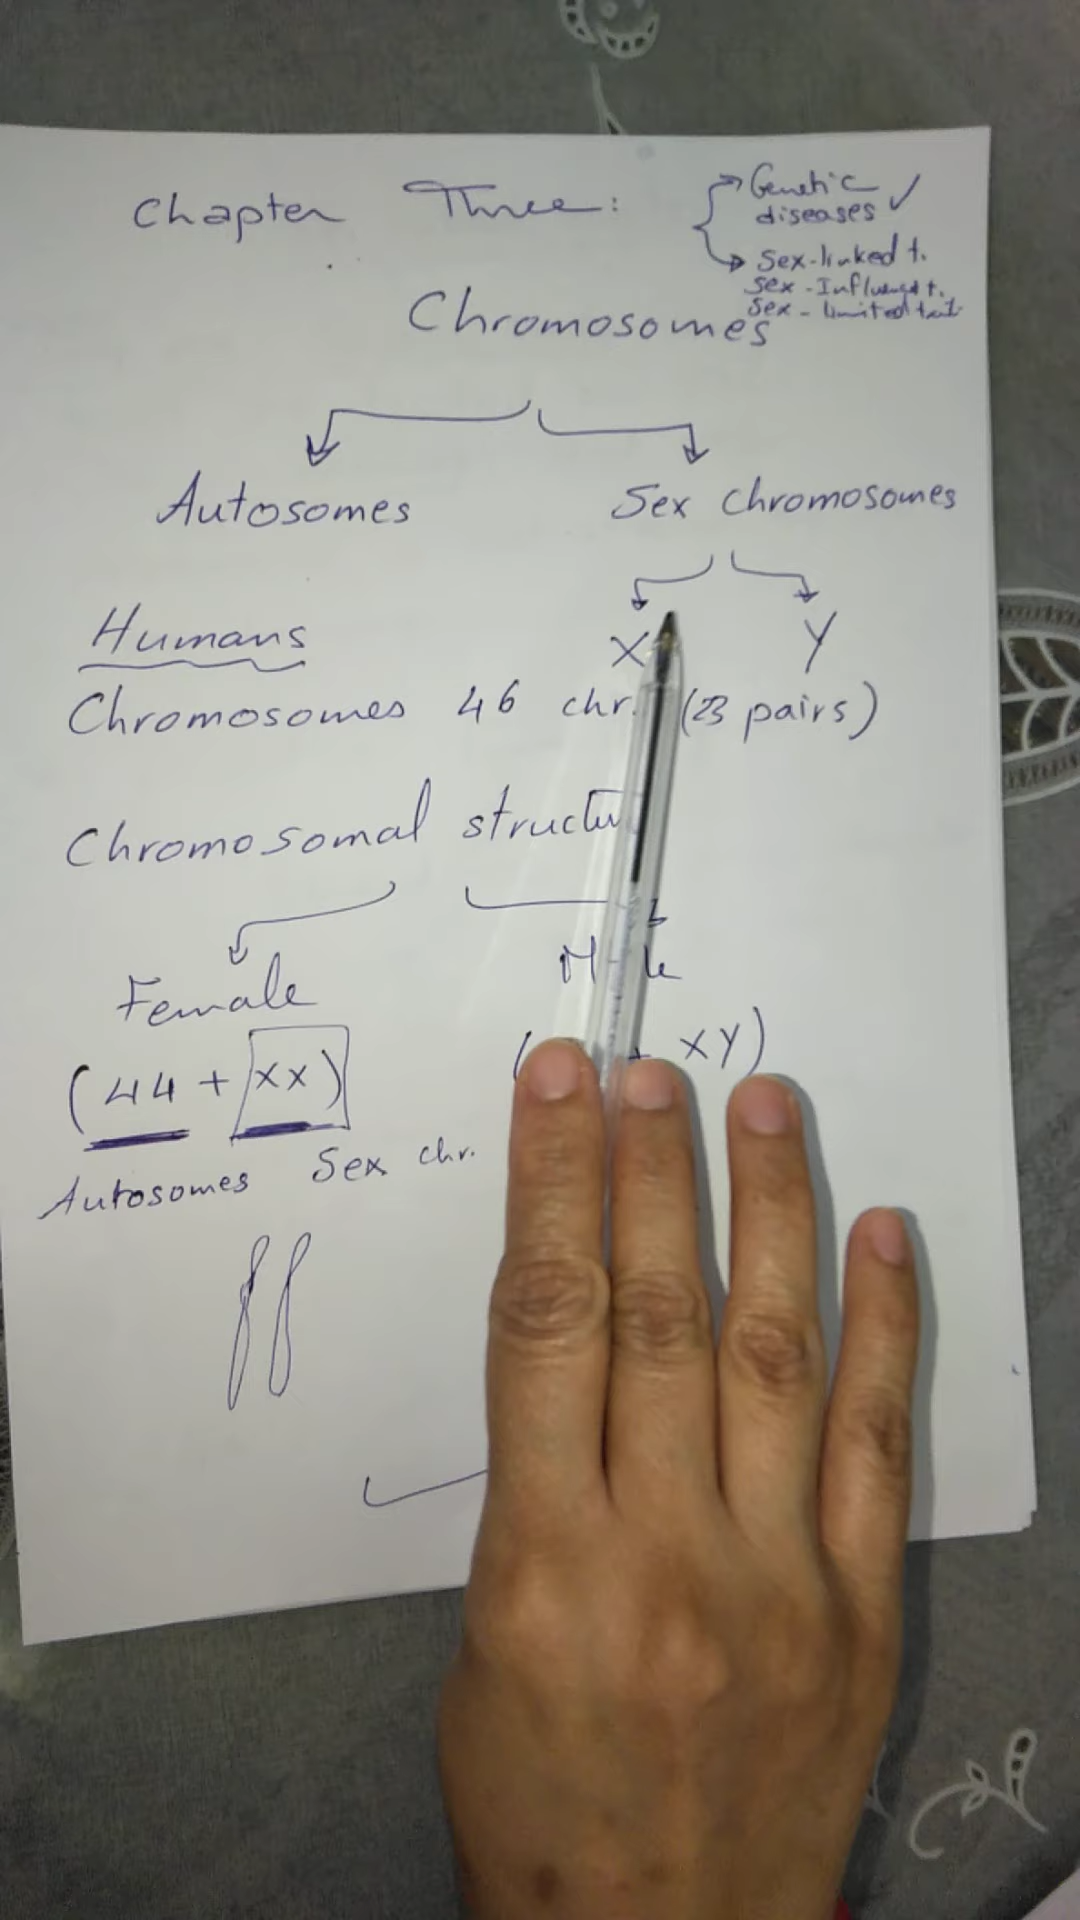 Chapter Three:
Genetic
diseases ✓
Sex-linked t.
Sex-Influenced t.
Sex-limited trait
Chromosomes
Autosomes
Sex chromosomes
X Y
Humans
Chromosomes 46 chr. (23 pairs)
Chromosomal structu
Female
(44 + XX)
+ XY)
Autosomes Sex chr.